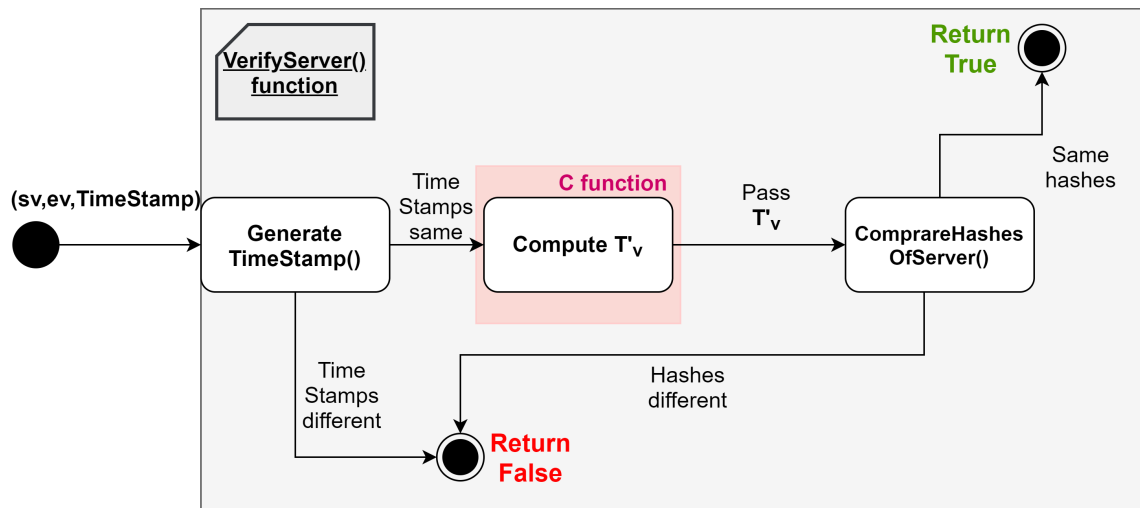 VerifyServer()
function
Return
True
(sv,ev,TimeStamp)
Generate
TimeStamp()
Time
Stamps
same
C function
Compute T'v
Pass
T'v
ComprareHashes
OfServer()
Same
hashes
Time
Stamps
different
Hashes
different
Return
False